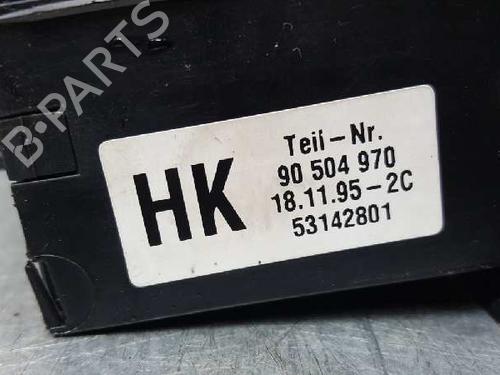 B-PARTS
HK
Teil-Nr.
90 504 970
18.11.95-2C
53142801